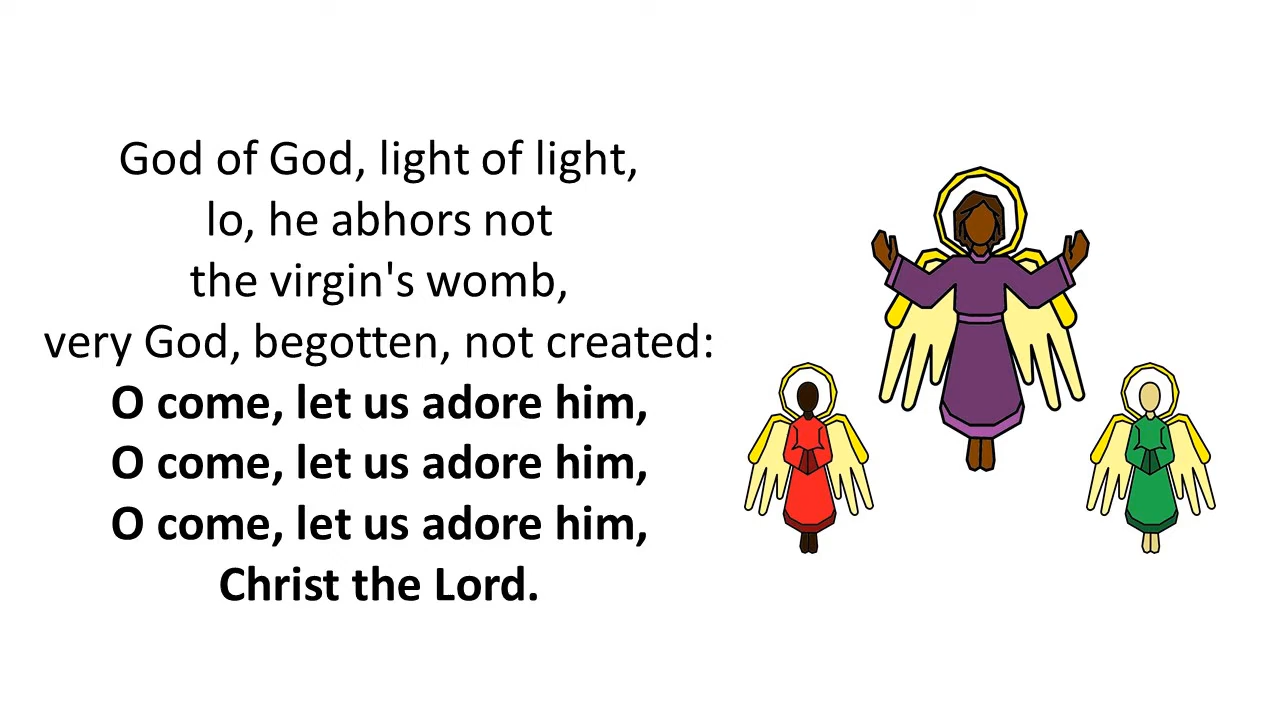 God of God, light of light,
lo, he abhors not
the virgin's womb,
very God, begotten, not created:
O come, let us adore him,
O come, let us adore him,
O come, let us adore him,
Christ the Lord.